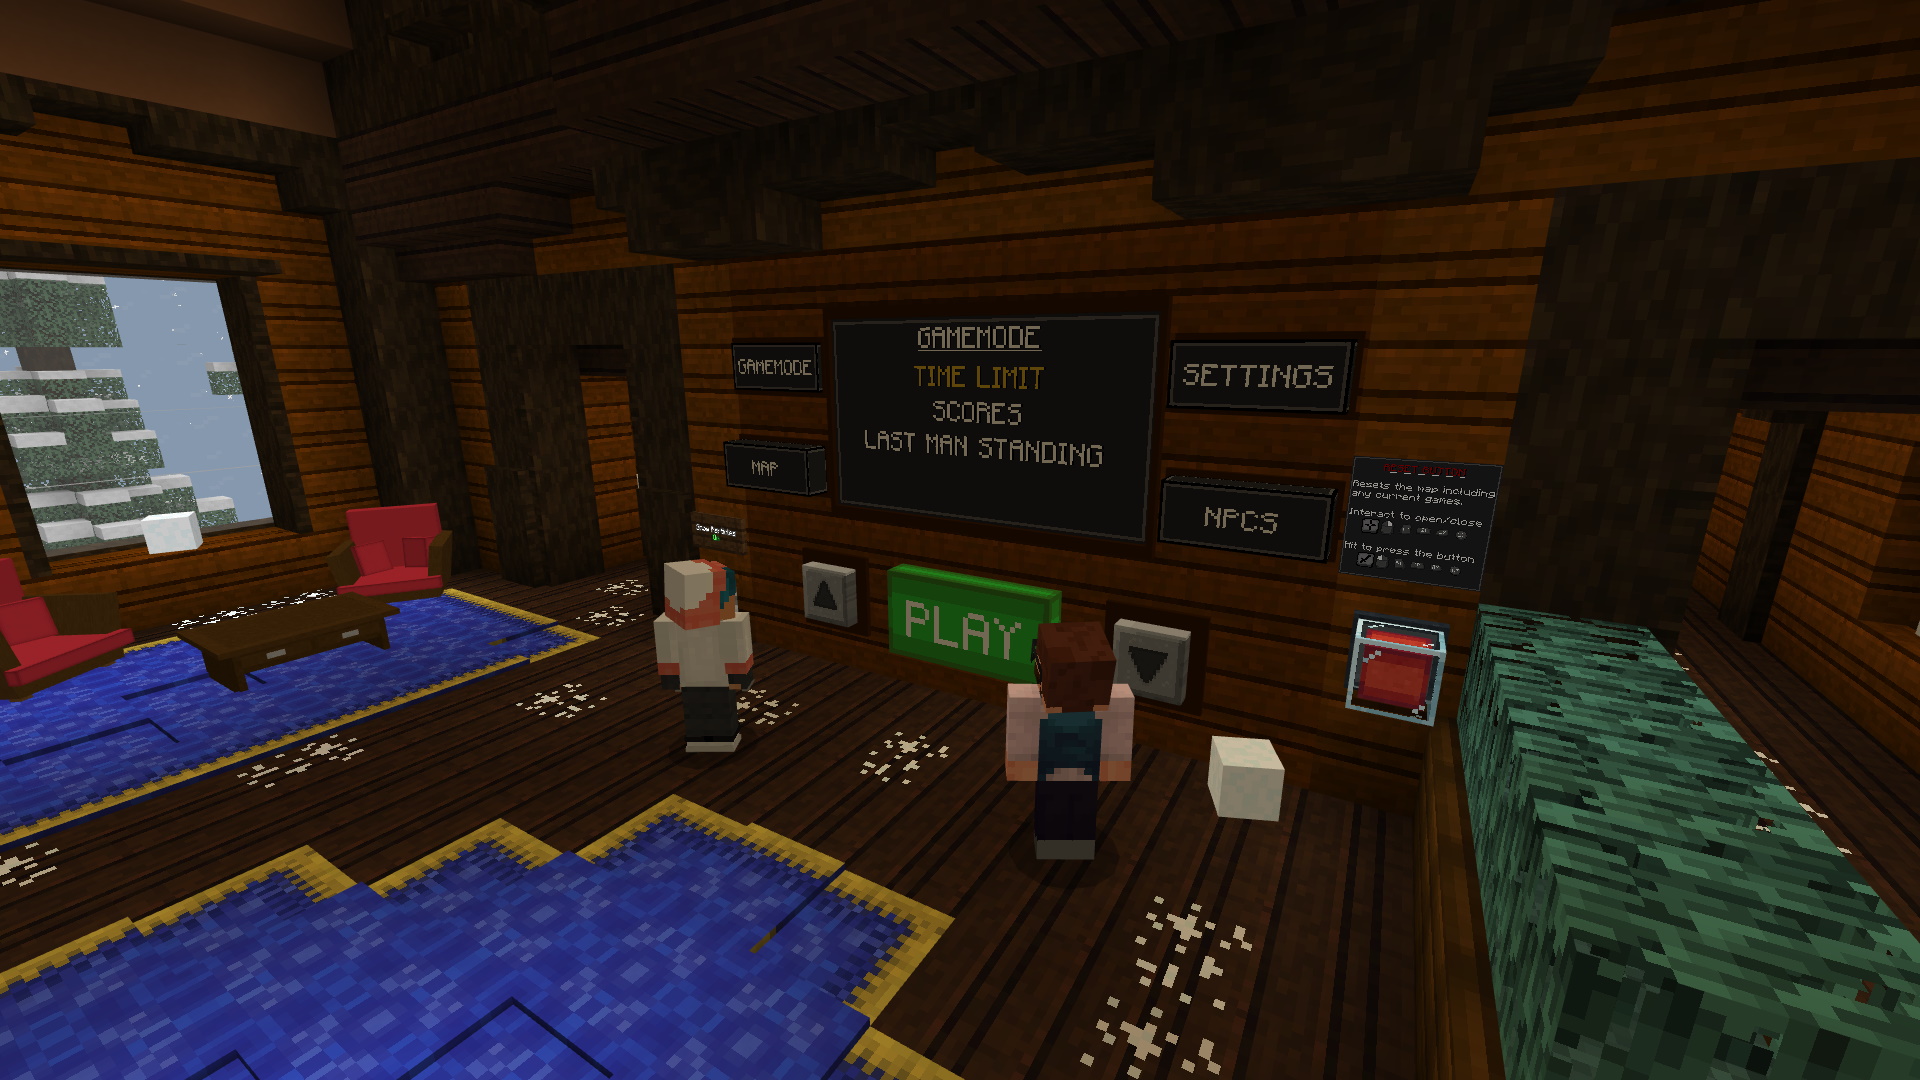 GAMEMODE
TIME LIMIT
SCORES
LAST MAN STANDING
GAMEMODE
MAP
SETTINGS
NPCS
PLAY
Resets the map including
any current games.
Interact to open/close
Hit to press the button